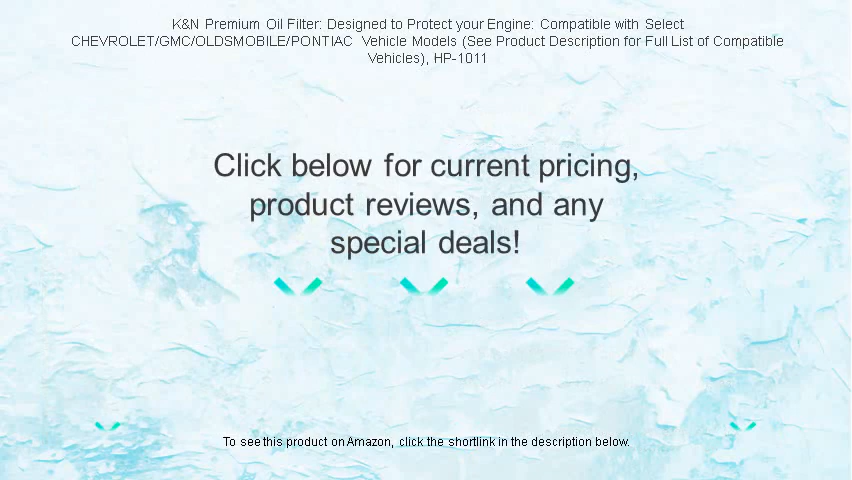 K&N Premium Oil Filter: Designed to Protect your Engine: Compatible with Select
CHEVROLET/GMC/OLDSMOBILE/PONTIAC Vehicle Models (See Product Description for Full List of Compatible
Vehicles), HP-1011
Click below for current pricing,
product reviews, and any
special deals!
To see this product on Amazon, click the shortlink in the description below.